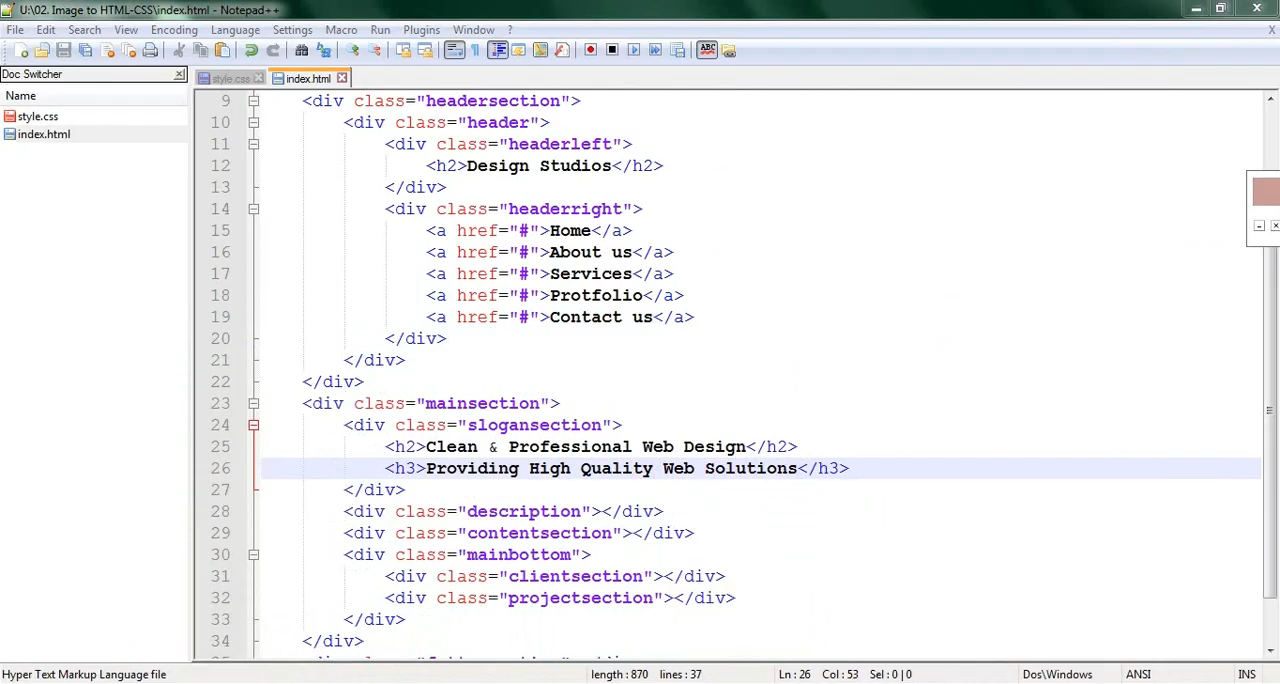 U:\02. Image to HTML-CSS\index.html - Notepad++
File Edit Search View Encoding Language Settings Macro Run Plugins Window ? X
ABC
Doc Switcher
style.css index.html
Name
style.css
index.html
9 <div class="headersection">
10 <div class="header">
11 <div class="headerleft">
12 <h2>Design Studios</h2>
13 </div>
14 <div class="headerright">
15 <a href="#">Home</a>
16 <a href="#">About us</a>
17 <a href="#">Services</a>
18 <a href="#">Protfolio</a>
19 <a href="#">Contact us</a>
20 </div>
21 </div>
22 </div>
23 <div class="mainsection">
24 <div class="slogansection">
25 <h2>Clean & Professional Web Design</h2>
26 <h3>Providing High Quality Web Solutions</h3>
27 </div>
28 <div class="description"></div>
29 <div class="contentsection"></div>
30 <div class="mainbottom">
31 <div class="clientsection"></div>
32 <div class="projectsection"></div>
33 </div>
34 </div>
Hyper Text Markup Language file length : 870 lines : 37 Ln : 26 Col : 53 Sel : 0 | 0 Dos\Windows ANSI INS